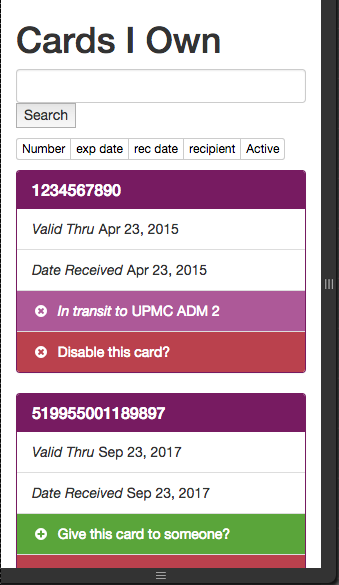 Cards I Own
Search
Number exp date rec date recipient Active
1234567890
Valid Thru Apr 23, 2015
Date Received Apr 23, 2015
In transit to UPMC ADM 2
Disable this card?
519955001189897
Valid Thru Sep 23, 2017
Date Received Sep 23, 2017
Give this card to someone?